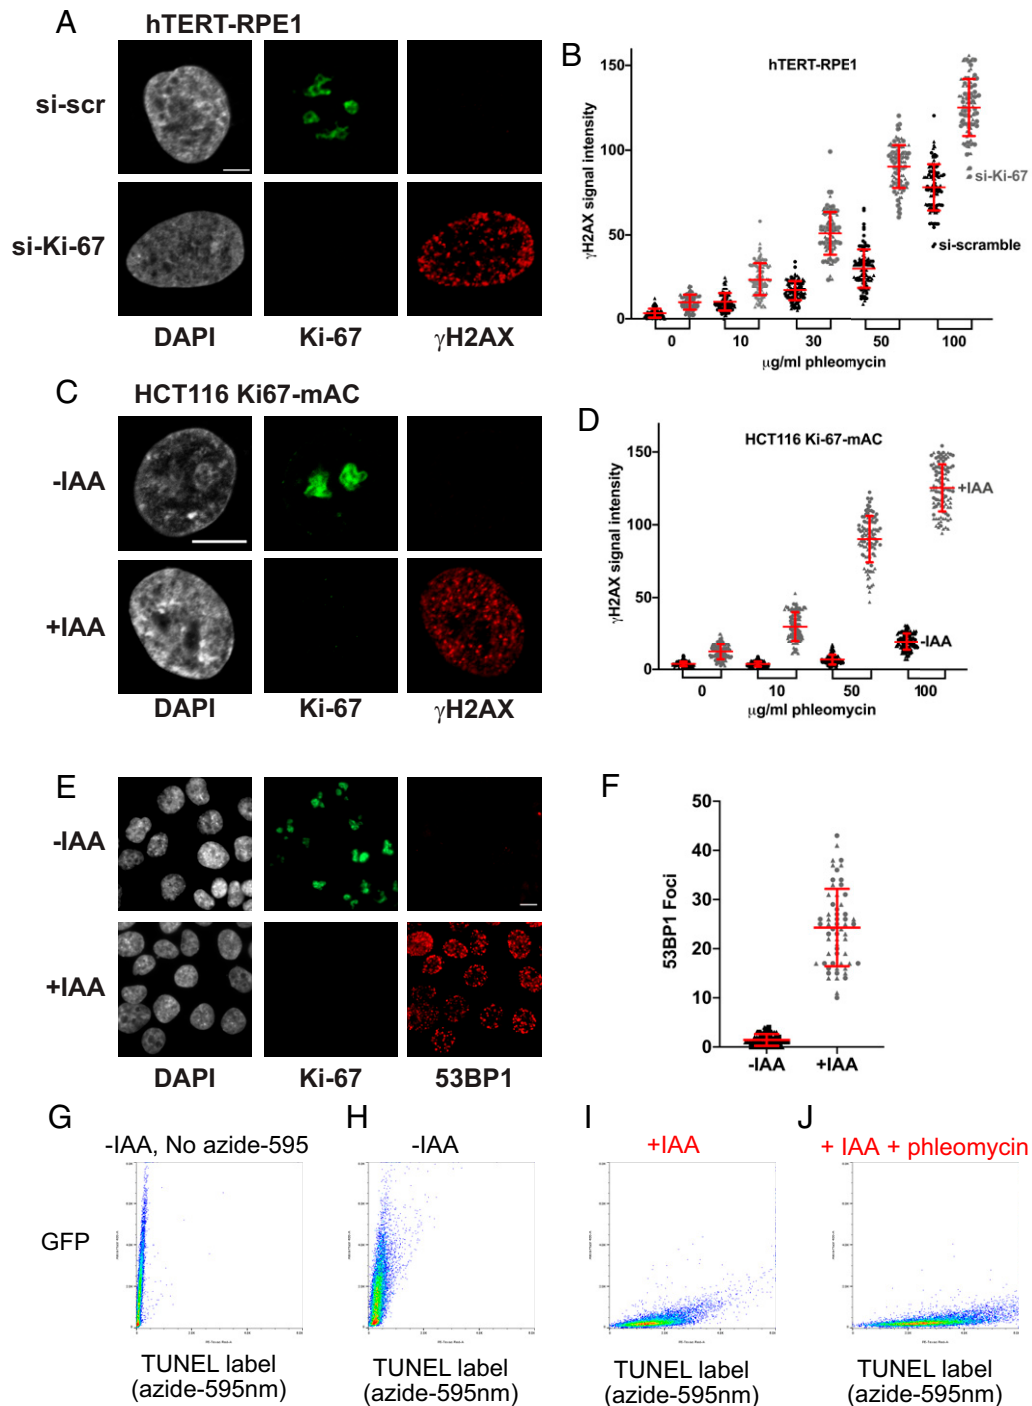 A
hTERT-RPE1
si-scr
si-Ki-67
DAPI
Ki-67
γH2AX
B
hTERT-RPE1
γH2AX signal intensity
150
100
50
0
si-Ki-67
si-scramble
0
10
30
50
100
μg/ml phleomycin
C
HCT116 Ki67-mAC
-IAA
+IAA
DAPI
Ki-67
γH2AX
D
HCT116 Ki-67-mAC
γH2AX signal intensity
150
100
50
0
+IAA
-IAA
0
10
50
100
μg/ml phleomycin
E
-IAA
+IAA
DAPI
Ki-67
53BP1
F
53BP1 Foci
50
40
30
20
10
0
-IAA
+IAA
G
-IAA, No azide-595
H
-IAA
I
+IAA
J
+ IAA + phleomycin
GFP
TUNEL label
(azide-595nm)
TUNEL label
(azide-595nm)
TUNEL label
(azide-595nm)
TUNEL label
(azide-595nm)